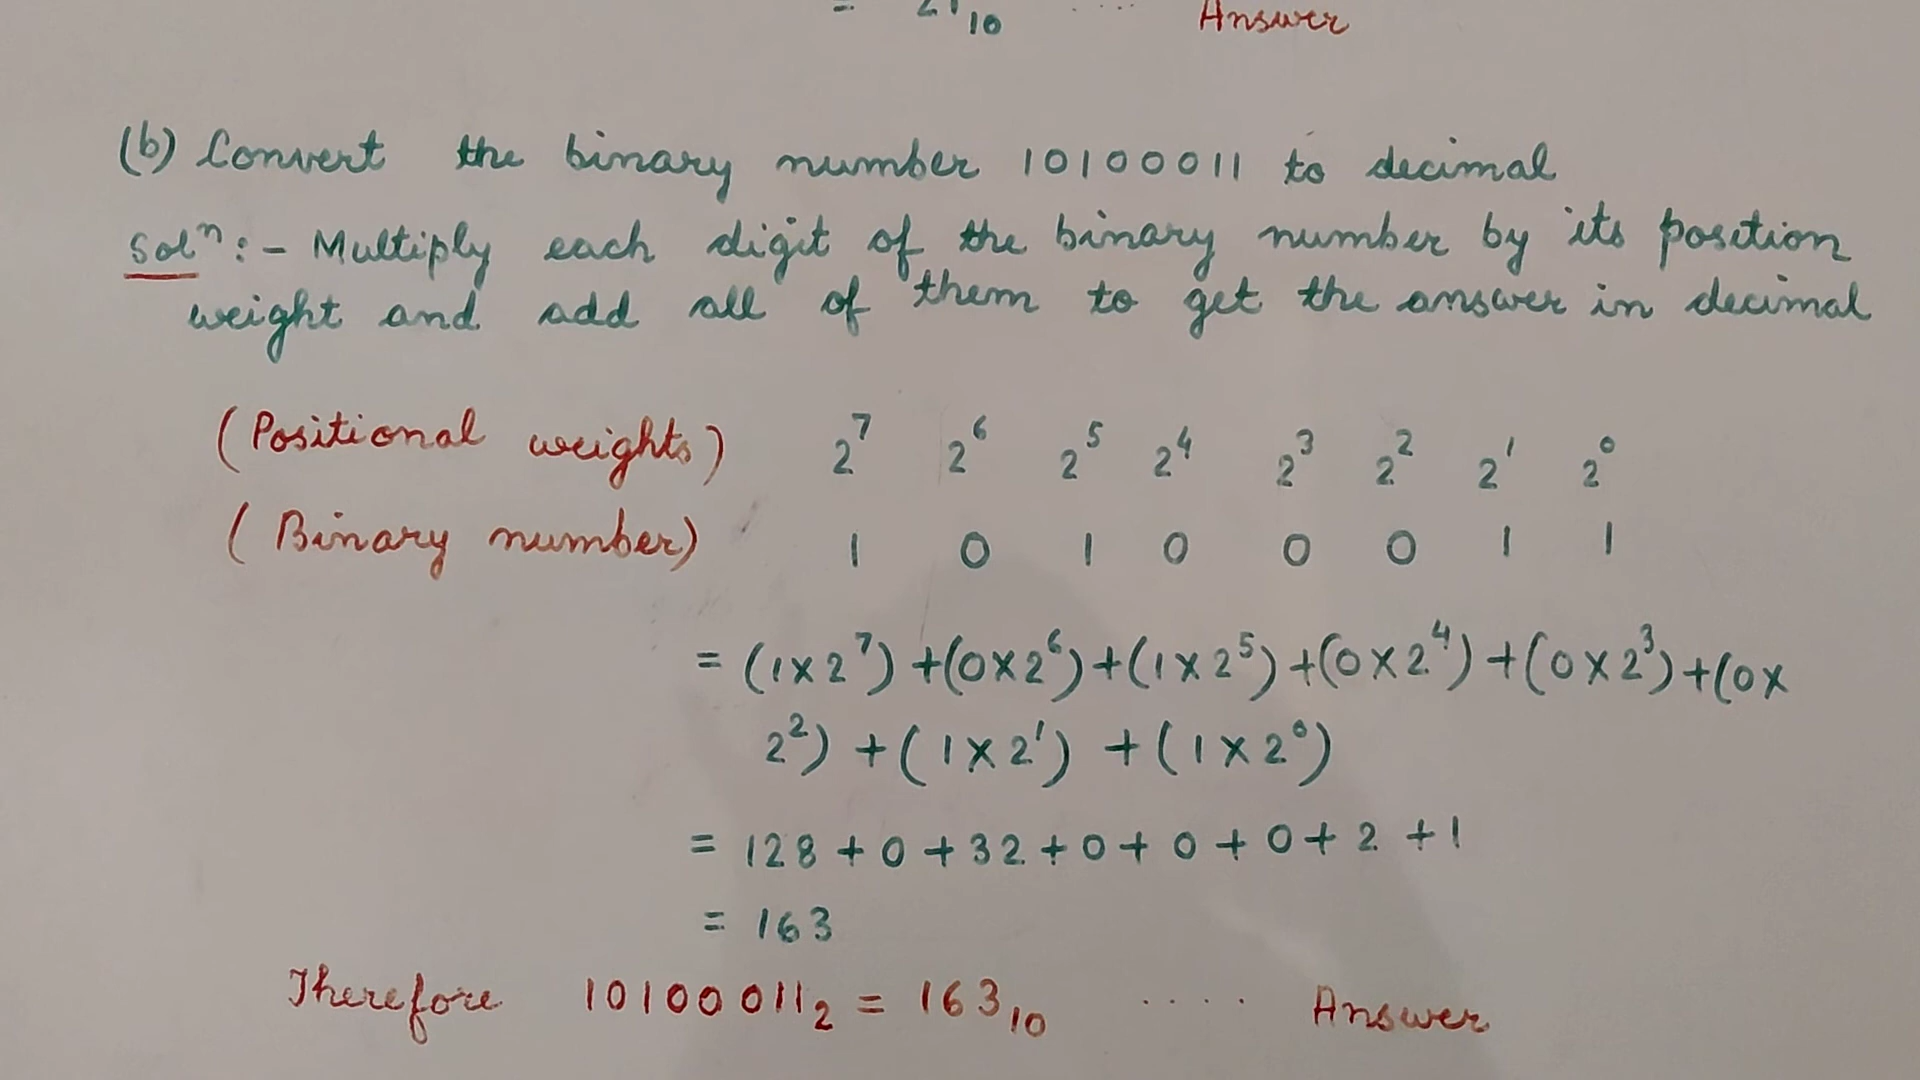 = 21₁₀ .... Answer
(b) Convert the binary number 10100011 to decimal
Solⁿ:- Multiply each digit of the binary number by its position
weight and add all of them to get the answer in decimal
(Positional weights) 2⁷ 2⁶ 2⁵ 2⁴ 2³ 2² 2¹ 2⁰
(Binary number) 1 0 1 0 0 0 1 1
= (1×2⁷) +(0×2⁶)+(1×2⁵)+(0×2⁴)+(0×2³)+(0×
2²) +(1×2¹) +(1×2⁰)
= 128+0+32+0+0+0+2+1
= 163
Therefore 10100011₂ = 163₁₀ .... Answer